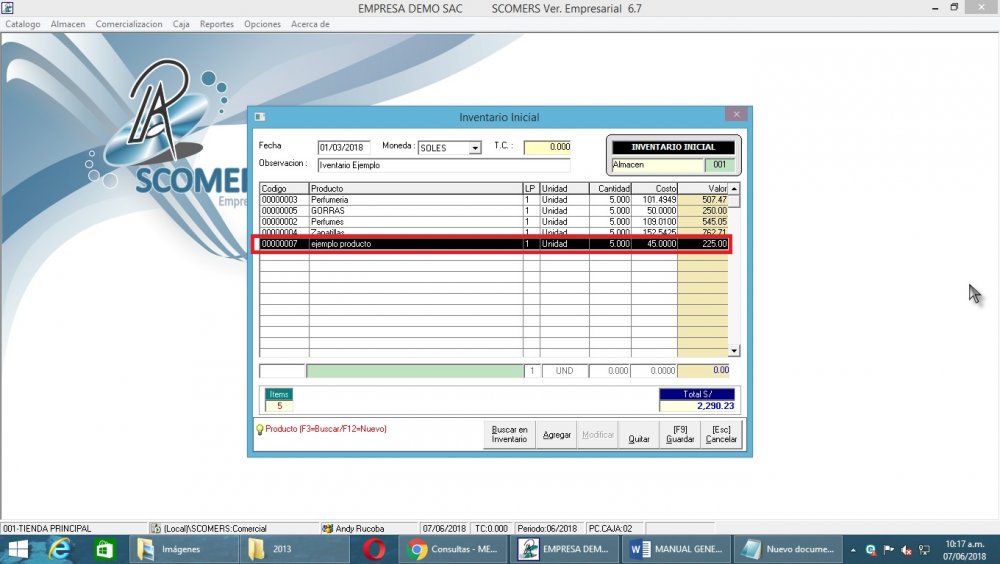 EMPRESA DEMO SAC SCOMERS Ver. Empresarial 6.7
Catalogo Almacen Comercializacion Caja Reportes Opciones Acerca de
SCOMER
Empre
Inventario Inicial
Fecha 01/03/2018 Moneda : SOLES T.C. : 0.000
INVENTARIO INICIAL
Observacion : Iventario Ejemplo
Almacen 001
Codigo Producto LP Unidad Cantidad Costo Valor
00000003 Perfumeria 1 Unidad 5.000 101.4949 507.47
00000005 GORRAS 1 Unidad 5.000 50.0000 250.00
00000002 Perfumes 1 Unidad 5.000 109.0100 545.05
00000004 Zapatillas 1 Unidad 5.000 152.5425 762.71
00000007 ejemplo producto 1 Unidad 5.000 45.0000 225.00
1 UND 0.000 0.0000 0.00
Items
5
Total S/
2,290.23
Producto (F3=Buscar/F12=Nuevo)
Buscar en Inventario
Agregar
Modificar
Quitar
[F9] Guardar
[Esc] Cancelar
001-TIENDA PRINCIPAL (Local)\SCOMERS:Comercial Andy Rucoba 07/06/2018 TC:0.000 Periodo:06/2018 PC.CAJA:02
Imágenes 2013 Consultas - ME... EMPRESA DEM... MANUAL GENE... Nuevo docume...
10:17 a.m.
07/06/2018